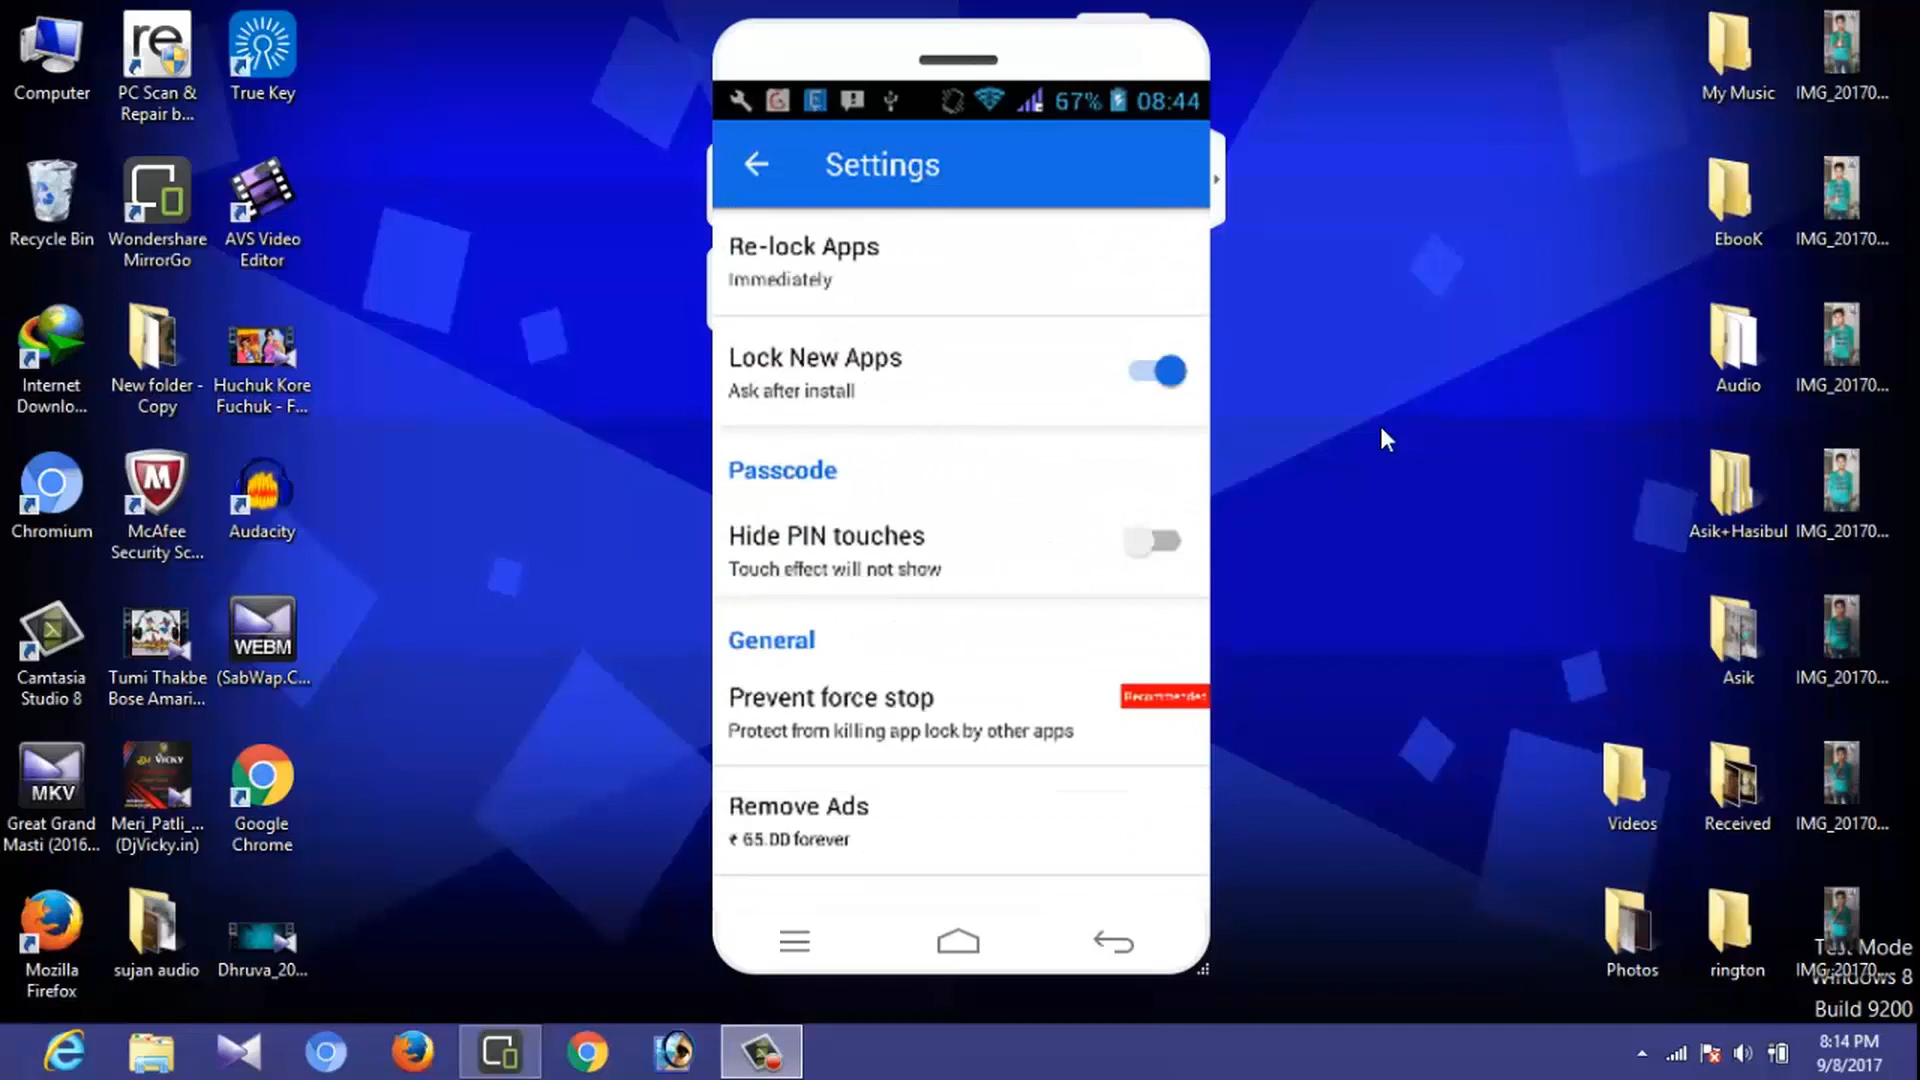 Computer
PC Scan &
Repair b...
True Key
Recycle Bin
Wondershare
MirrorGo
AVS Video
Editor
Internet
Downlo...
New folder -
Copy
Huchuk Kore
Fuchuk - F...
Chromium
McAfee
Security Sc...
Audacity
Camtasia
Studio 8
Tumi Thakbe
Bose Amari...
WEBM
(SabWap.C...
MKV
Great Grand
Masti (2016...
Meri_Patli_...
(DjVicky.in)
Google
Chrome
Mozilla
Firefox
sujan audio
Dhruva_20...
67% 08:44
Settings
Re-lock Apps
Immediately
Lock New Apps
Ask after install
Passcode
Hide PIN touches
Touch effect will not show
General
Prevent force stop
Recommended
Protect from killing app lock by other apps
Remove Ads
₹ 65.00 forever
My Music
IMG_20170...
EbooK
IMG_20170...
Audio
IMG_20170...
Asik+Hasibul
IMG_20170...
Asik
IMG_20170...
Videos
Received
IMG_20170...
Photos
rington
IMG_20170...
Test Mode
Windows 8
Build 9200
8:14 PM
9/8/2017